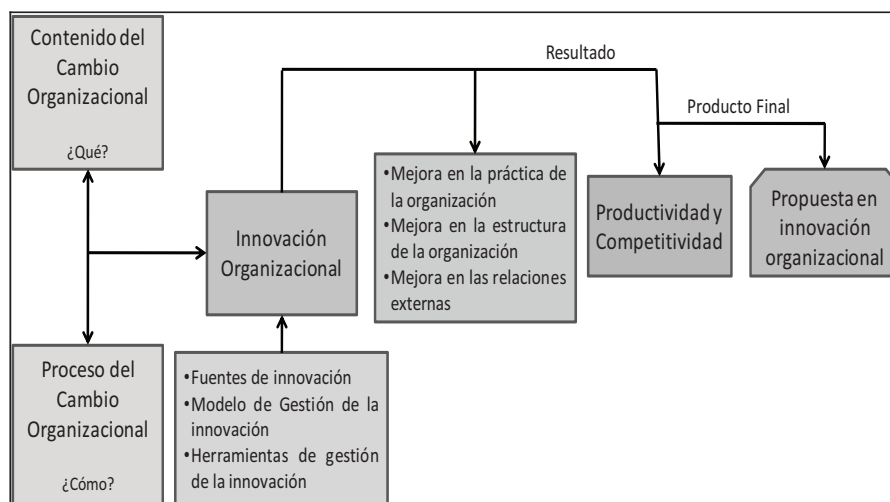 Contenido del
Cambio
Organizacional
¿Qué?
Resultado
Producto Final
Innovación
Organizacional
•Mejora en la práctica de
la organización
•Mejora en la estructura
de la organización
•Mejora en las relaciones
externas
Productividad y
Competitividad
Propuesta en
innovación
organizacional
Proceso del
Cambio
Organizacional
¿Cómo?
•Fuentes de innovación
•Modelo de Gestión de la
innovación
•Herramientas de gestión
de la innovación